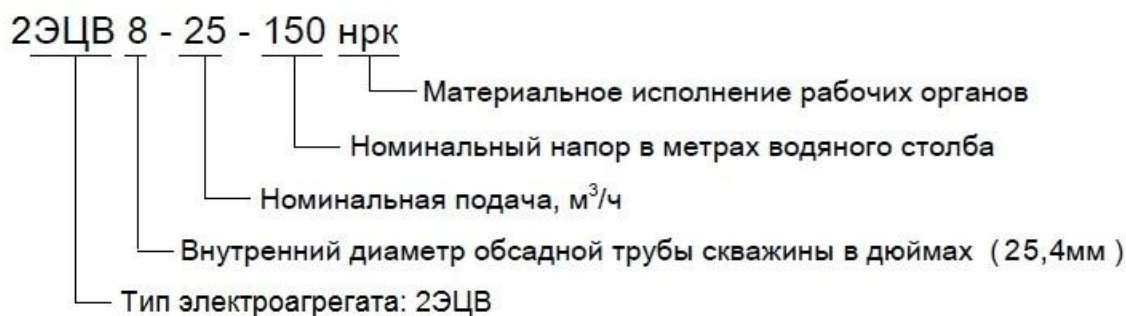 2ЭЦВ 8 - 25 - 150 нрк
Материальное исполнение рабочих органов
Номинальный напор в метрах водяного столба
Номинальная подача, м³/ч
Внутренний диаметр обсадной трубы скважины в дюймах ( 25,4мм )
Тип электроагрегата: 2ЭЦВ